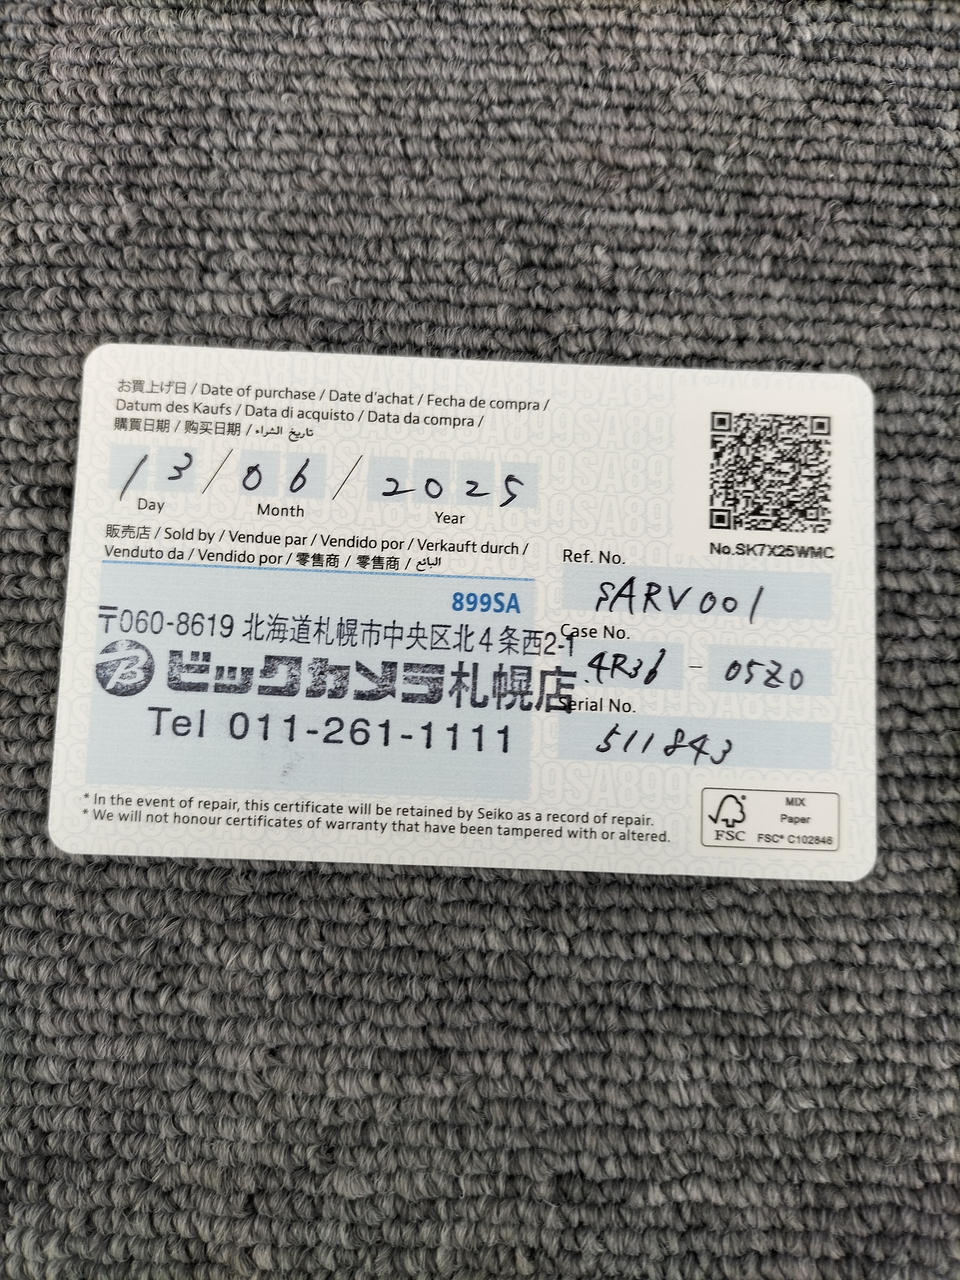 お買上げ日 / Date of purchase / Date d'achat / Fecha de compra /
Datum des Kaufs / Data di acquisto / Data da compra /
購買日期 / 购买日期 / تاريخ الشراء
13 / 06 / 2025
Day Month Year
販売店 / Sold by / Vendue par / Vendido por / Verkauft durch /
Venduto da / Vendido por / 零售商 / 零售商 / البائع
899SA
〒060-8619 北海道札幌市中央区北4条西2-1
B ビックカメラ札幌店
Tel 011-261-1111
No.SK7X25WMC
Ref. No.
SARV001
Case No.
4R36 - 05Z0
Serial No.
511843
* In the event of repair, this certificate will be retained by Seiko as a record of repair.
* We will not honour certificates of warranty that have been tampered with or altered.
FSC
MIX
Paper
FSC® C102846